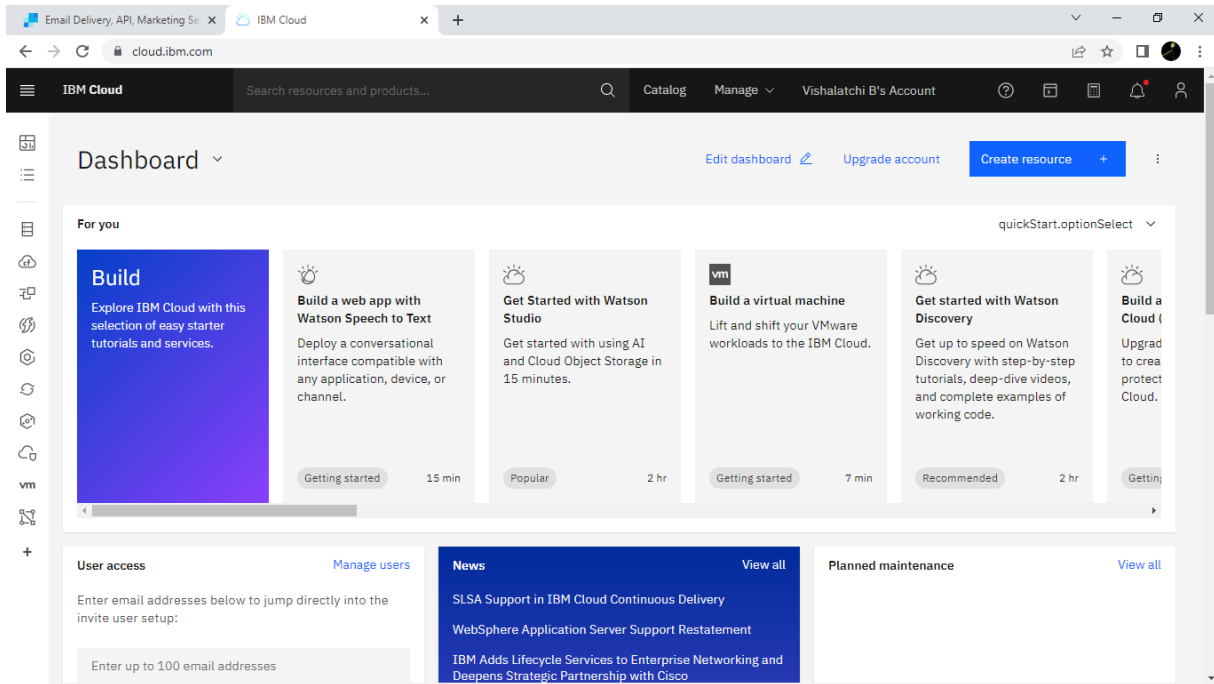 Email Delivery, API, Marketing Se
IBM Cloud
cloud.ibm.com
IBM Cloud
Search resources and products...
Catalog
Manage
Vishalatchi B's Account
Dashboard
Edit dashboard
Upgrade account
Create resource +
For you
quickStart.optionSelect
Build
Explore IBM Cloud with this
selection of easy starter
tutorials and services.
Build a web app with
Watson Speech to Text
Deploy a conversational
interface compatible with
any application, device, or
channel.
Getting started
15 min
Get Started with Watson
Studio
Get started with using AI
and Cloud Object Storage in
15 minutes.
Popular
2 hr
vm
Build a virtual machine
Lift and shift your VMware
workloads to the IBM Cloud.
Getting started
7 min
Get started with Watson
Discovery
Get up to speed on Watson
Discovery with step-by-step
tutorials, deep-dive videos,
and complete examples of
working code.
Recommended
2 hr
Build a
Cloud (
Upgrad
to crea
protect
Cloud.
Getting
vm
User access
Manage users
Enter email addresses below to jump directly into the
invite user setup:
Enter up to 100 email addresses
News
View all
SLSA Support in IBM Cloud Continuous Delivery
WebSphere Application Server Support Restatement
IBM Adds Lifecycle Services to Enterprise Networking and
Deepens Strategic Partnership with Cisco
Planned maintenance
View all